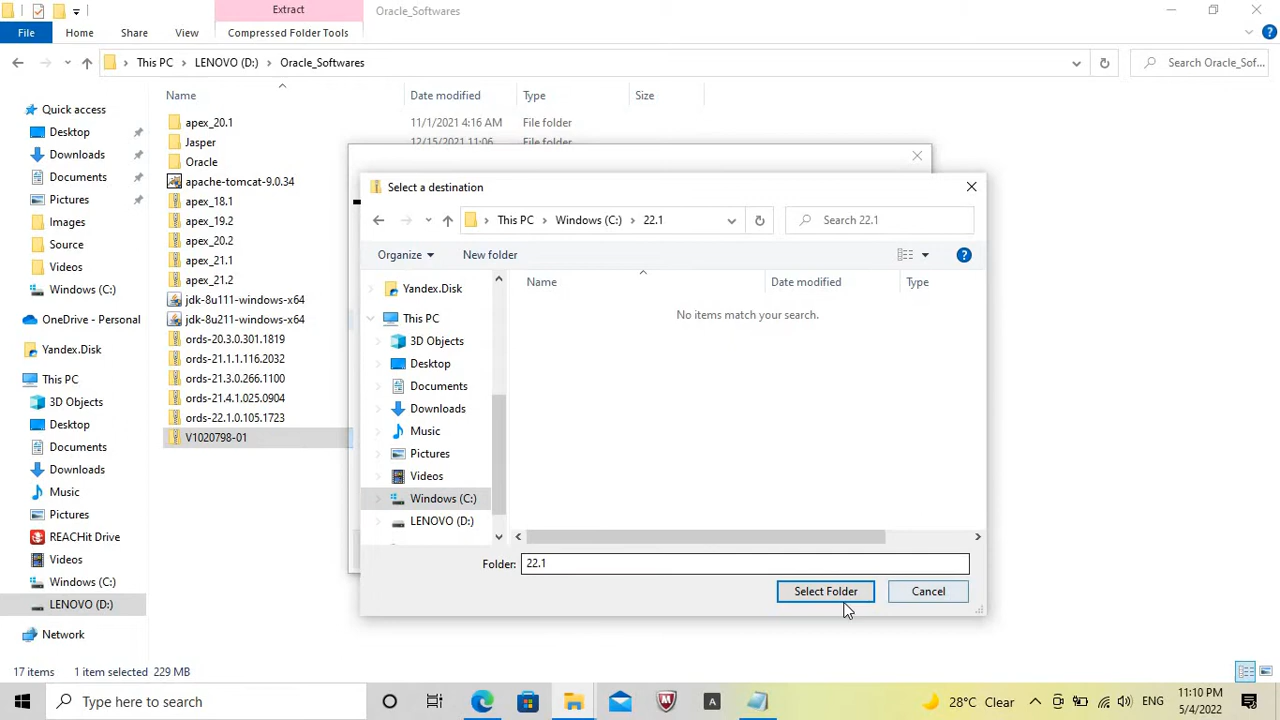 Extract
Oracle_Softwares
File
Home
Share
View
Compressed Folder Tools
This PC
LENOVO (D:)
Oracle_Softwares
Search Oracle_Sof...
Name
Date modified
Type
Size
Quick access
Desktop
Downloads
Documents
Pictures
Images
Source
Videos
Windows (C:)
OneDrive - Personal
Yandex.Disk
This PC
3D Objects
Desktop
Documents
Downloads
Music
Pictures
REACHit Drive
Videos
Windows (C:)
LENOVO (D:)
Network
apex_20.1
11/1/2021 4:16 AM
File folder
Jasper
12/15/2021 11:06
File folder
Oracle
apache-tomcat-9.0.34
apex_18.1
apex_19.2
apex_20.2
apex_21.1
apex_21.2
jdk-8u111-windows-x64
jdk-8u211-windows-x64
ords-20.3.0.301.1819
ords-21.1.1.116.2032
ords-21.3.0.266.1100
ords-21.4.1.025.0904
ords-22.1.0.105.1723
V1020798-01
Select a destination
This PC
Windows (C:)
22.1
Search 22.1
Organize
New folder
Name
Date modified
Type
No items match your search.
Yandex.Disk
This PC
3D Objects
Desktop
Documents
Downloads
Music
Pictures
Videos
Windows (C:)
LENOVO (D:)
Folder:
22.1
Select Folder
Cancel
17 items
1 item selected 229 MB
Type here to search
A
28°C Clear
ENG
11:10 PM
5/4/2022